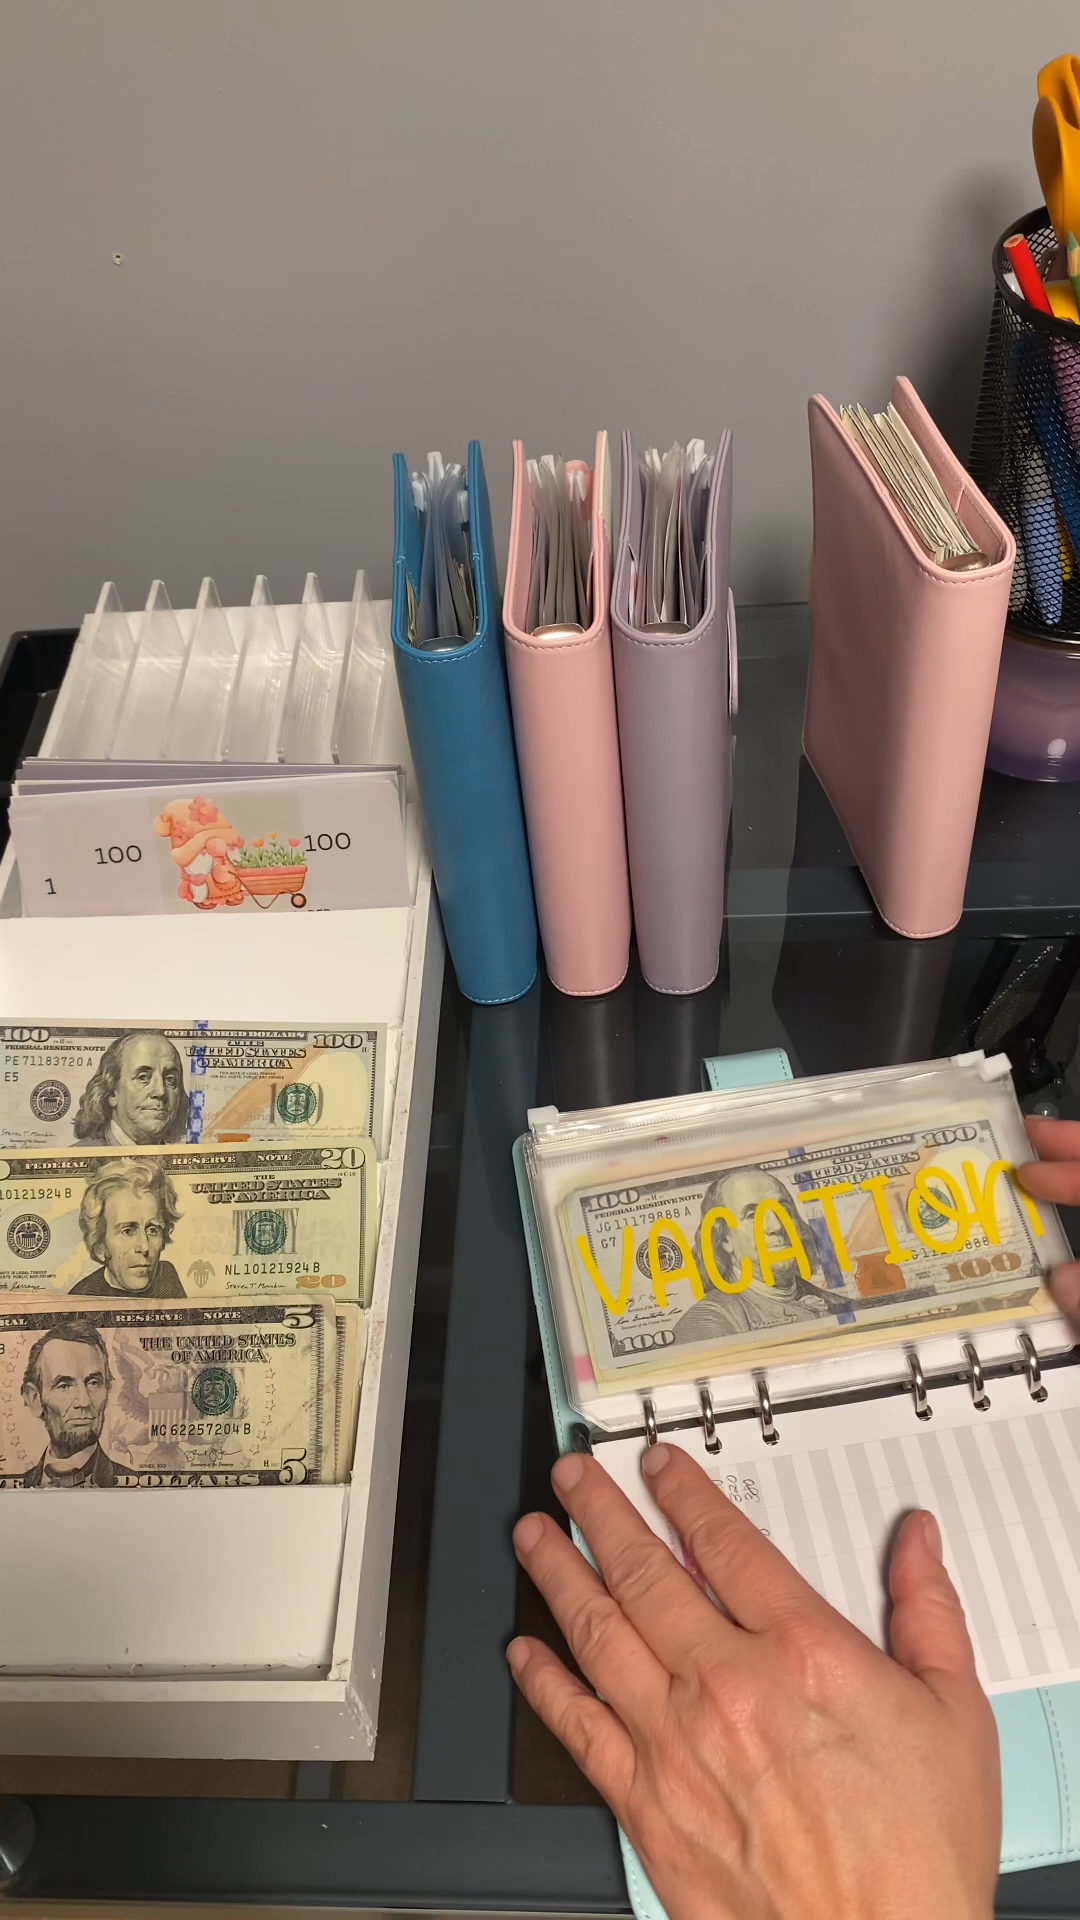 100 100
1
100 ONE HUNDRED DOLLARS 100
FEDERAL RESERVE NOTE THE
UNITED STATES
OF AMERICA
PE 71183720 A
E5
FEDERAL RESERVE NOTE 20
THE
UNITED STATES
OF AMERICA
10121924 B
NL 10121924 B
20
RESERVE NOTE 5
THE UNITED STATES
OF AMERICA
MC 62257204 B
5
DOLLARS
VACATION
ONE HUNDRED DOLLARS 100
100 THE
FEDERAL RESERVE NOTE UNITED STATES
OF AMERICA
JG 11179888 A
G7
100
100
320
380